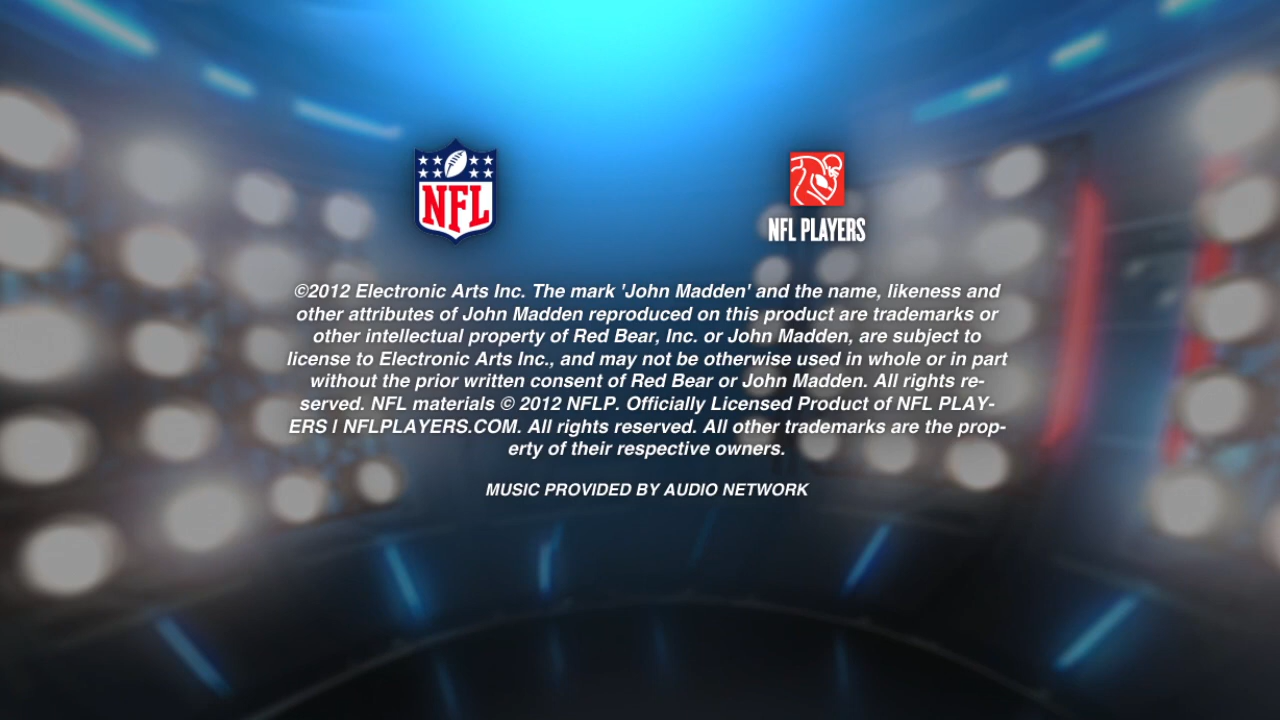 NFL
NFL PLAYERS
©2012 Electronic Arts Inc. The mark 'John Madden' and the name, likeness and
other attributes of John Madden reproduced on this product are trademarks or
other intellectual property of Red Bear, Inc. or John Madden, are subject to
license to Electronic Arts Inc., and may not be otherwise used in whole or in part
without the prior written consent of Red Bear or John Madden. All rights re-
served. NFL materials © 2012 NFLP. Officially Licensed Product of NFL PLAY-
ERS | NFLPLAYERS.COM. All rights reserved. All other trademarks are the prop-
erty of their respective owners.
MUSIC PROVIDED BY AUDIO NETWORK